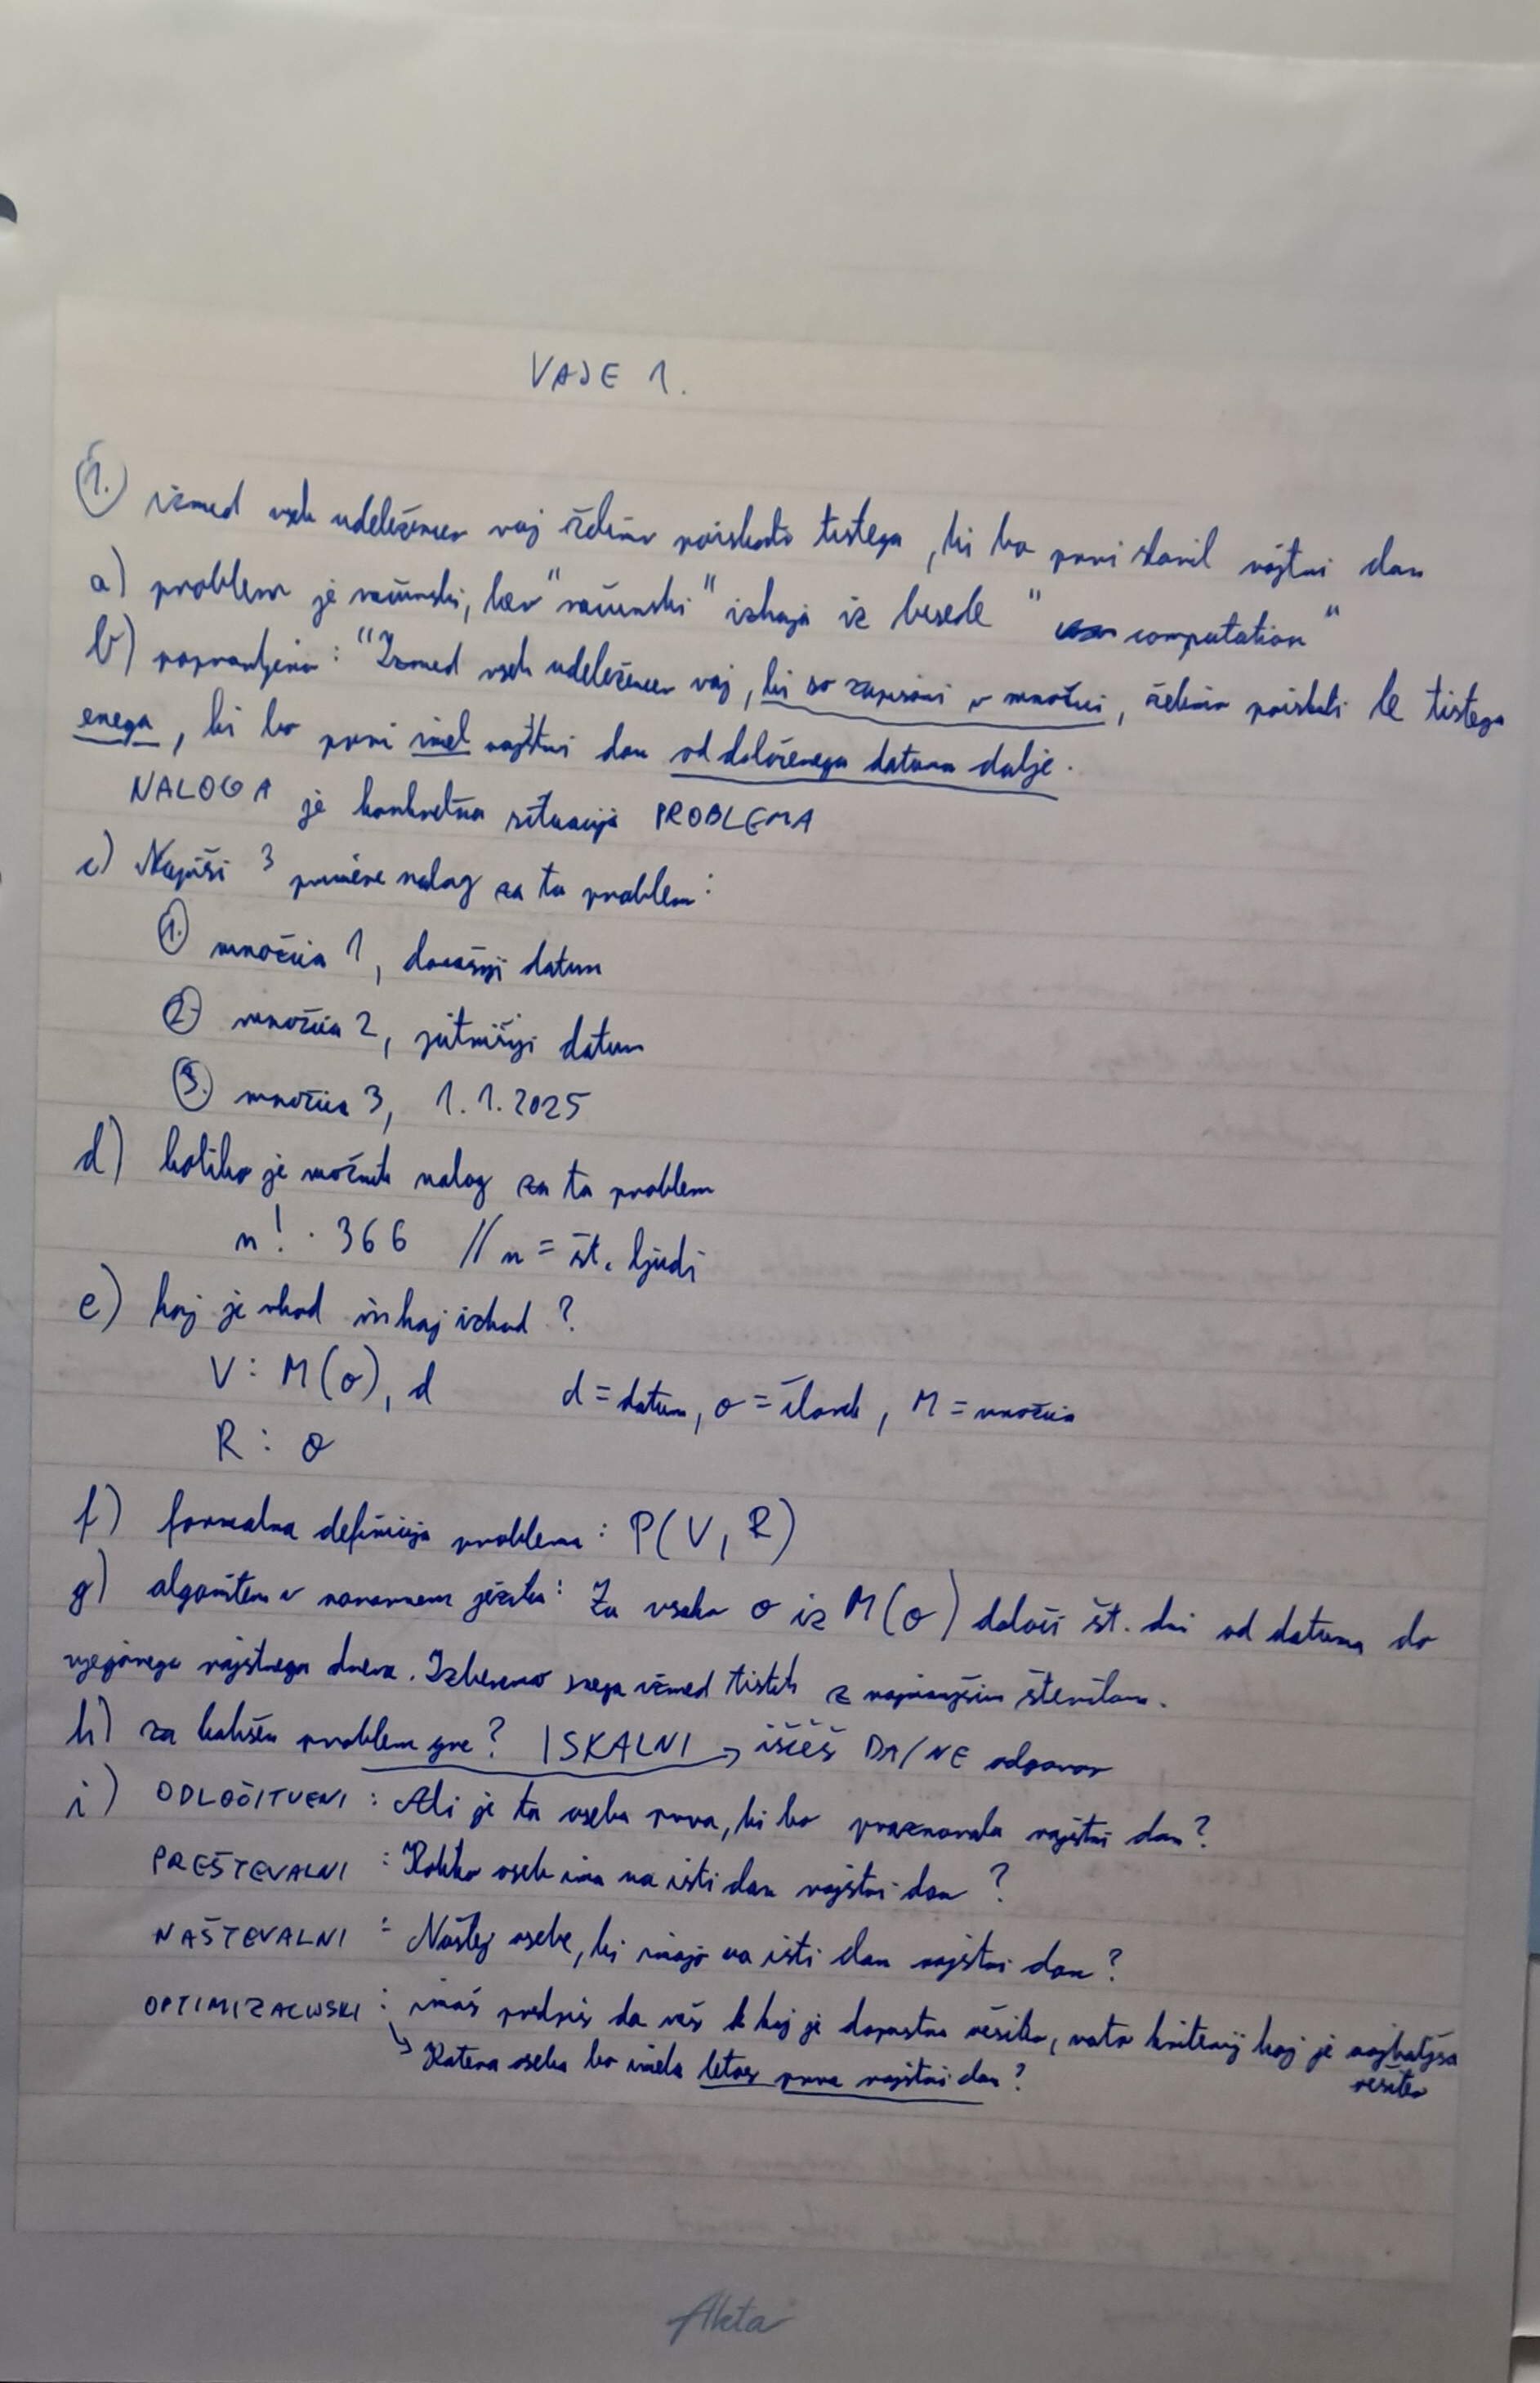 VAJE 1.
1. izmed vseh udeležencev vaj želimo poiskati tistega, ki bo prvi slavil rojstni dan
a) problem je računski, ker "računski" izhaja iz besede " computation"
b) popravljeno: "Izmed vseh udeležencev vaj, ki so zapisani v množici, želimo poiskati le tistega
enega, ki bo prvi imel rojstni dan od določenega datuma dalje.
NALOGA je konkretna situacija PROBLEMA
c) Napiši 3 primere nalog za ta problem:
1. množica 1, današnji datum
2. množica 2, jutrišnji datum
3. množica 3, 1.1.2025
d) koliko je možnih nalog za ta problem
n! · 366 // n = št. ljudi
e) kaj je vhod in kaj izhod?
V: M(o), d d = datum, o = človek, M = množica
R: o
f) formalna definicija problema: P(V, R)
g) algoritem v naravnem jeziku: Za vsako o iz M(o) določi št. dni od datuma do
njegovega rojstnega dneva. Izberemo enega izmed tistih z najmanjšim številom.
h) za kakšen problem gre? ISKALNI → iščeš DA/NE odgovor
i) ODLOČITVENI: Ali je ta oseba prva, ki bo praznovala rojstni dan?
PREŠTEVALNI: Koliko oseb ima na isti dan rojstni dan?
NAŠTEVALNI: Naštej osebe, ki imajo na isti dan rojstni dan?
OPTIMIZACIJSKI: imaš predpis da veš kaj je dopustna rešitev, nato kriterij kaj je najboljša
rešitev
↳ Katera oseba bo imela letos prva rojstni dan?
Akta